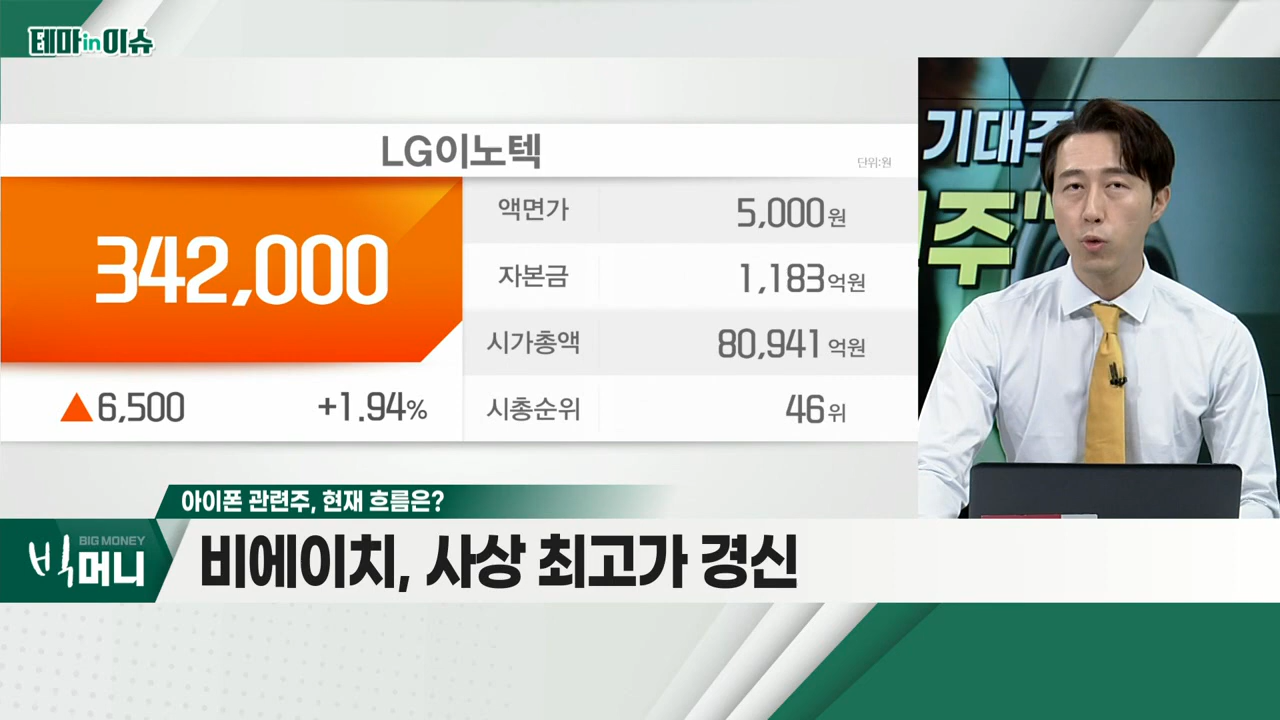 테마in이슈
LG이노텍
단위:원
342,000
▲6,500 +1.94%
액면가 5,000원
자본금 1,183억원
시가총액 80,941억원
시총순위 46위
기대주
주"
아이폰 관련주, 현재 흐름은?
BIG MONEY
빅머니
비에이치, 사상 최고가 경신